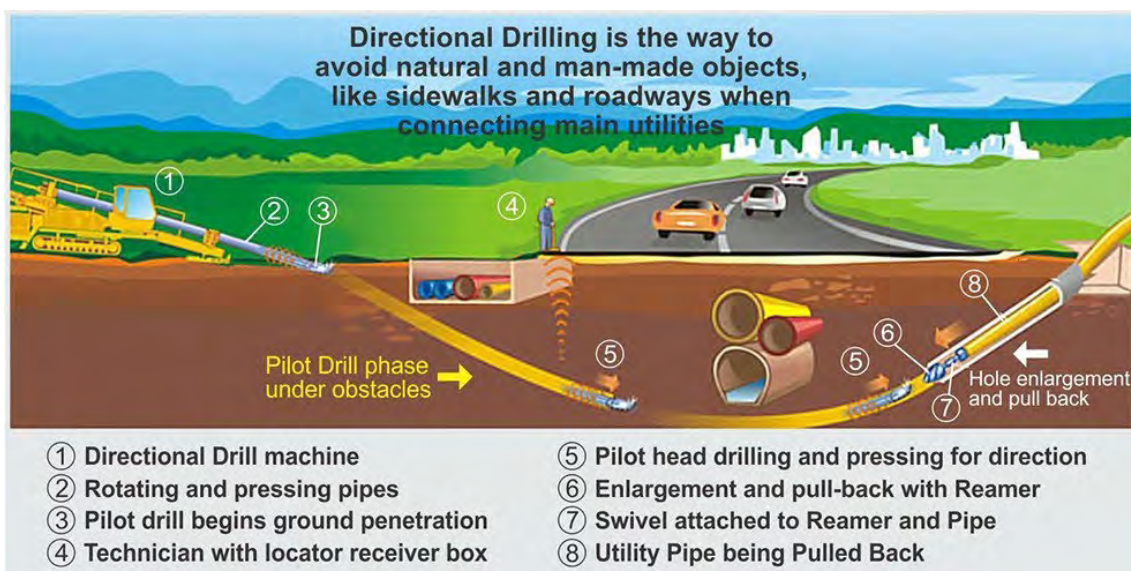 Directional Drilling is the way to
avoid natural and man-made objects,
like sidewalks and roadways when
connecting main utilities
①
②
③
④
⑧
⑥
⑤
⑤
Pilot Drill phase
under obstacles
⑦
Hole enlargement
and pull back
① Directional Drill machine
② Rotating and pressing pipes
③ Pilot drill begins ground penetration
④ Technician with locator receiver box
⑤ Pilot head drilling and pressing for direction
⑥ Enlargement and pull-back with Reamer
⑦ Swivel attached to Reamer and Pipe
⑧ Utility Pipe being Pulled Back